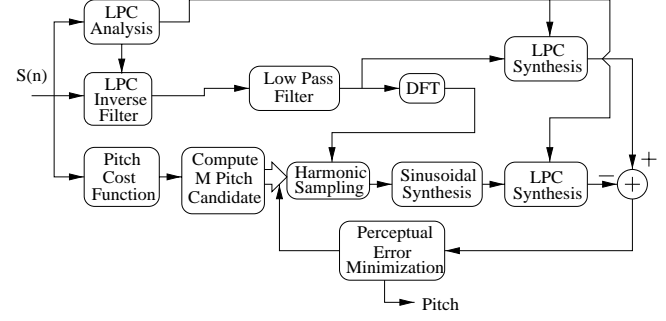 LPC
Analysis
S(n)
LPC
Inverse
Filter
Low Pass
Filter
DFT
LPC
Synthesis
Pitch
Cost
Function
Compute
M Pitch
Candidate
Harmonic
Sampling
Sinusoidal
Synthesis
LPC
Synthesis
+
−
+
Perceptual
Error
Minimization
Pitch